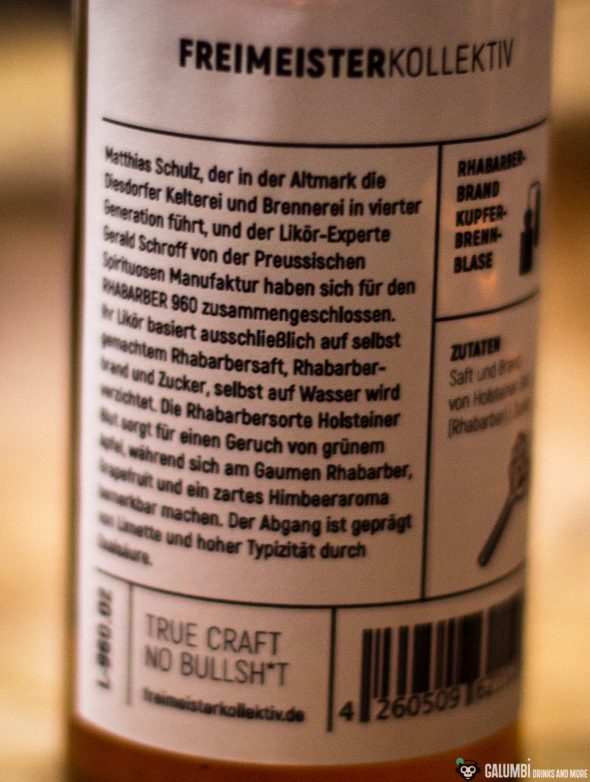 FREIMEISTERKOLLEKTIV
Matthias Schulz, der in der Altmark die
Diesdorfer Kelterei und Brennerei in vierter
Generation führt, und der Likör-Experte
Gerald Schroff von der Preussischen
Spirituosen Manufaktur haben sich für den
RHABARBER 960 zusammengeschlossen.
Ihr Likör basiert ausschließlich auf selbst
gemachtem Rhabarbersaft, Rhabarber-
brand und Zucker, selbst auf Wasser wird
verzichtet. Die Rhabarbersorte Holsteiner
Blut sorgt für einen Geruch von grünem
Apfel, während sich am Gaumen Rhabarber,
Grapefruit und ein zartes Himbeeraroma
bemerkbar machen. Der Abgang ist geprägt
von Limette und hoher Typizität durch
Oxalsäure.
RHABARBER-
BRAND
KUPFER-
BRENN-
BLASE
ZUTATEN
Saft und Brand
von Holsteiner
(Rhabarber),
20 096-1
TRUE CRAFT
NO BULLSH*T
freimeisterkollektiv.de
4 260509
GALUMBÍ DRINKS AND MORE